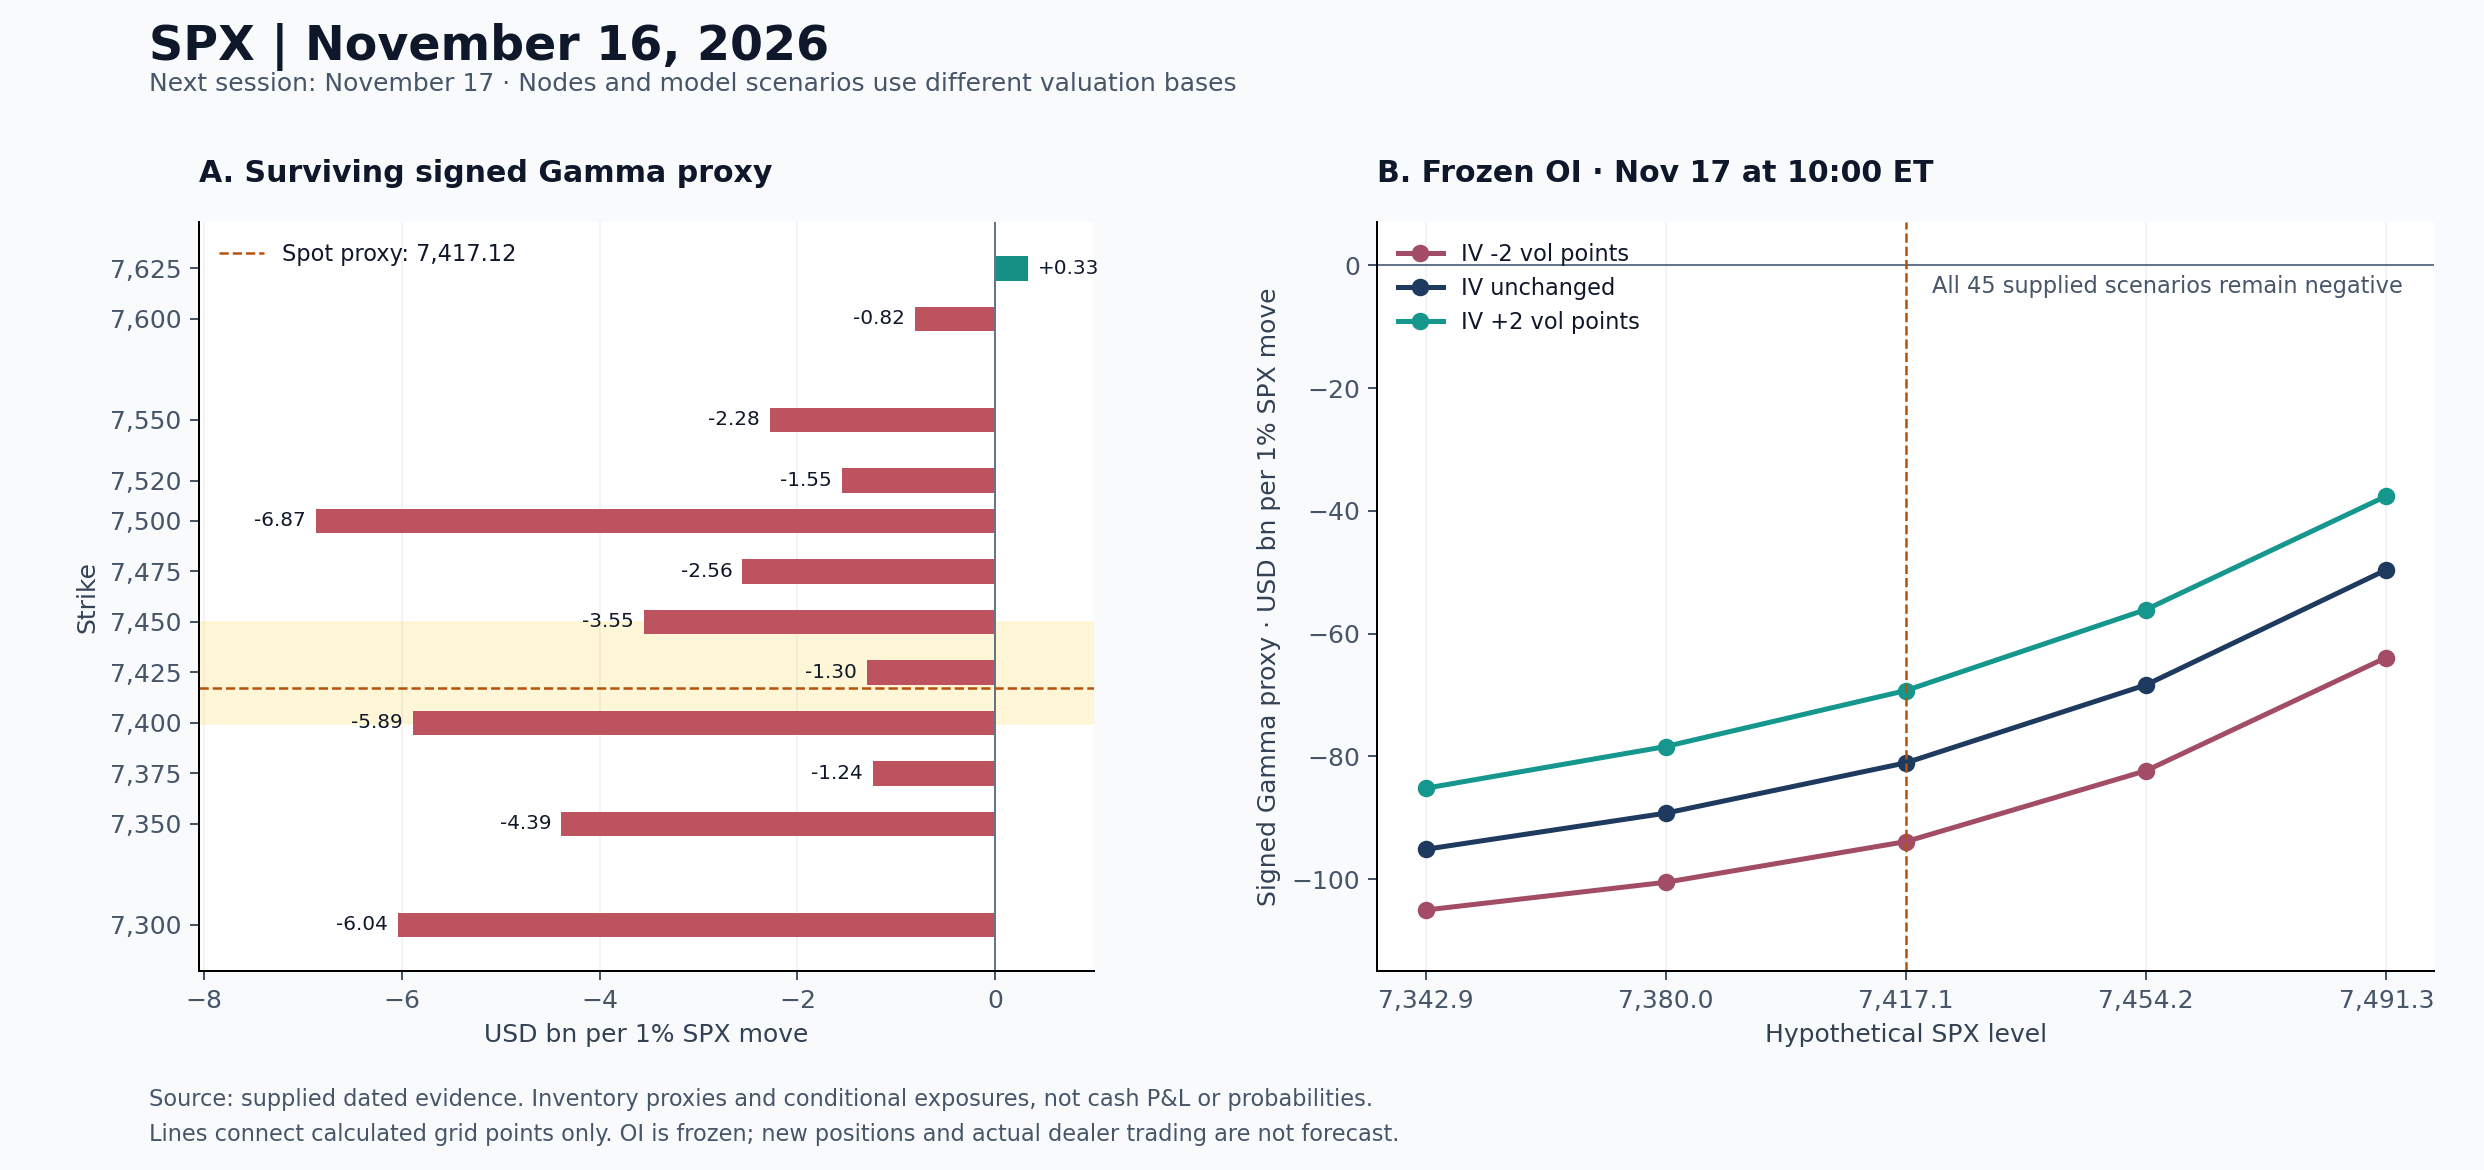 SPX | November 16, 2026
Next session: November 17 · Nodes and model scenarios use different valuation bases
A. Surviving signed Gamma proxy
Spot proxy: 7,417.12
Strike
7,625
7,600
7,550
7,520
7,500
7,475
7,450
7,425
7,400
7,375
7,350
7,300
+0.33
-0.82
-2.28
-1.55
-6.87
-2.56
-3.55
-1.30
-5.89
-1.24
-4.39
-6.04
−8 −6 −4 −2 0
USD bn per 1% SPX move
B. Frozen OI · Nov 17 at 10:00 ET
IV -2 vol points
IV unchanged
IV +2 vol points
All 45 supplied scenarios remain negative
Signed Gamma proxy · USD bn per 1% SPX move
0
−20
−40
−60
−80
−100
7,342.9 7,380.0 7,417.1 7,454.2 7,491.3
Hypothetical SPX level
Source: supplied dated evidence. Inventory proxies and conditional exposures, not cash P&L or probabilities.
Lines connect calculated grid points only. OI is frozen; new positions and actual dealer trading are not forecast.